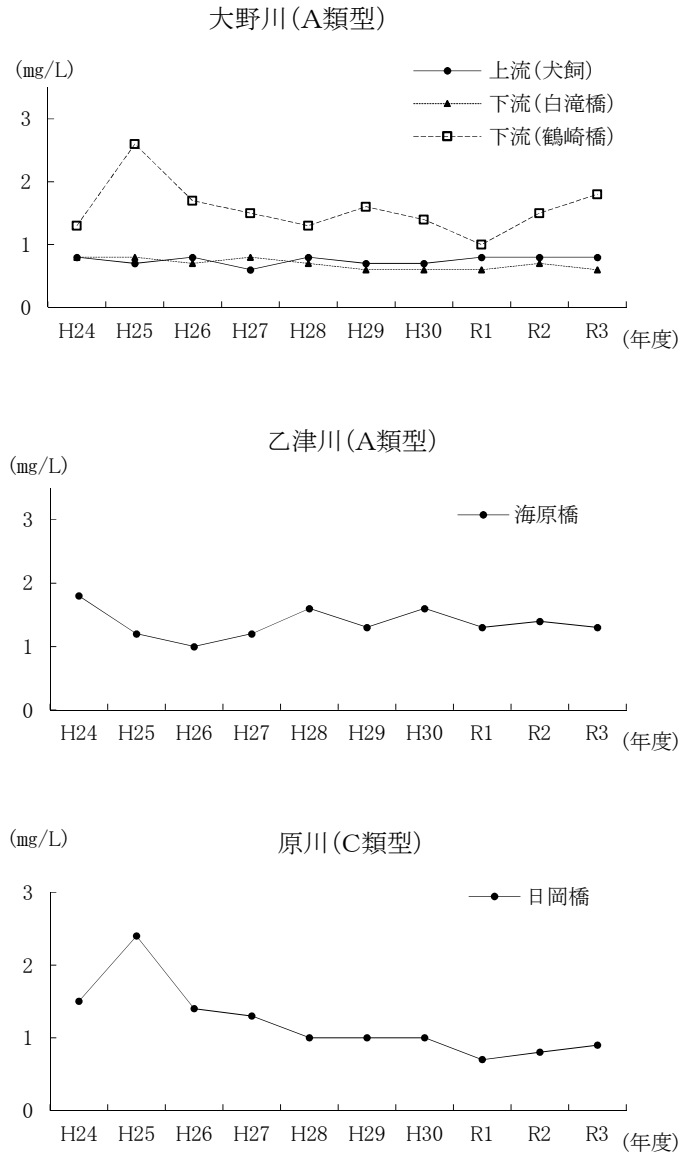 大野川(A類型)
(mg/L)
上流(犬飼)
下流(白滝橋)
下流(鶴崎橋)
3
2
1
0
H24 H25 H26 H27 H28 H29 H30 R1 R2 R3 (年度)
乙津川(A類型)
(mg/L)
海原橋
3
2
1
0
H24 H25 H26 H27 H28 H29 H30 R1 R2 R3 (年度)
(mg/L)
原川(C類型)
日岡橋
3
2
1
0
H24 H25 H26 H27 H28 H29 H30 R1 R2 R3 (年度)